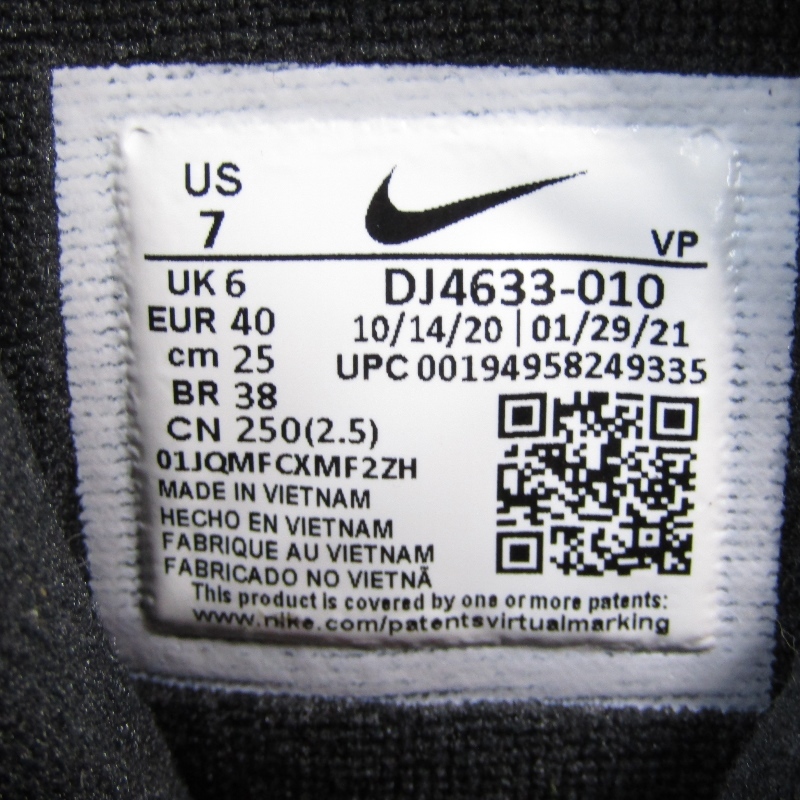 US
7
VP
UK 6
DJ4633-010
EUR 40
10/14/20 | 01/29/21
cm 25
UPC 00194958249335
BR 38
CN 250(2.5)
01JQMFCXMF2ZH
MADE IN VIETNAM
HECHO EN VIETNAM
FABRIQUE AU VIETNAM
FABRICADO NO VIETNÃ
This product is covered by one or more patents:
www.nike.com/patentsvirtualmarking